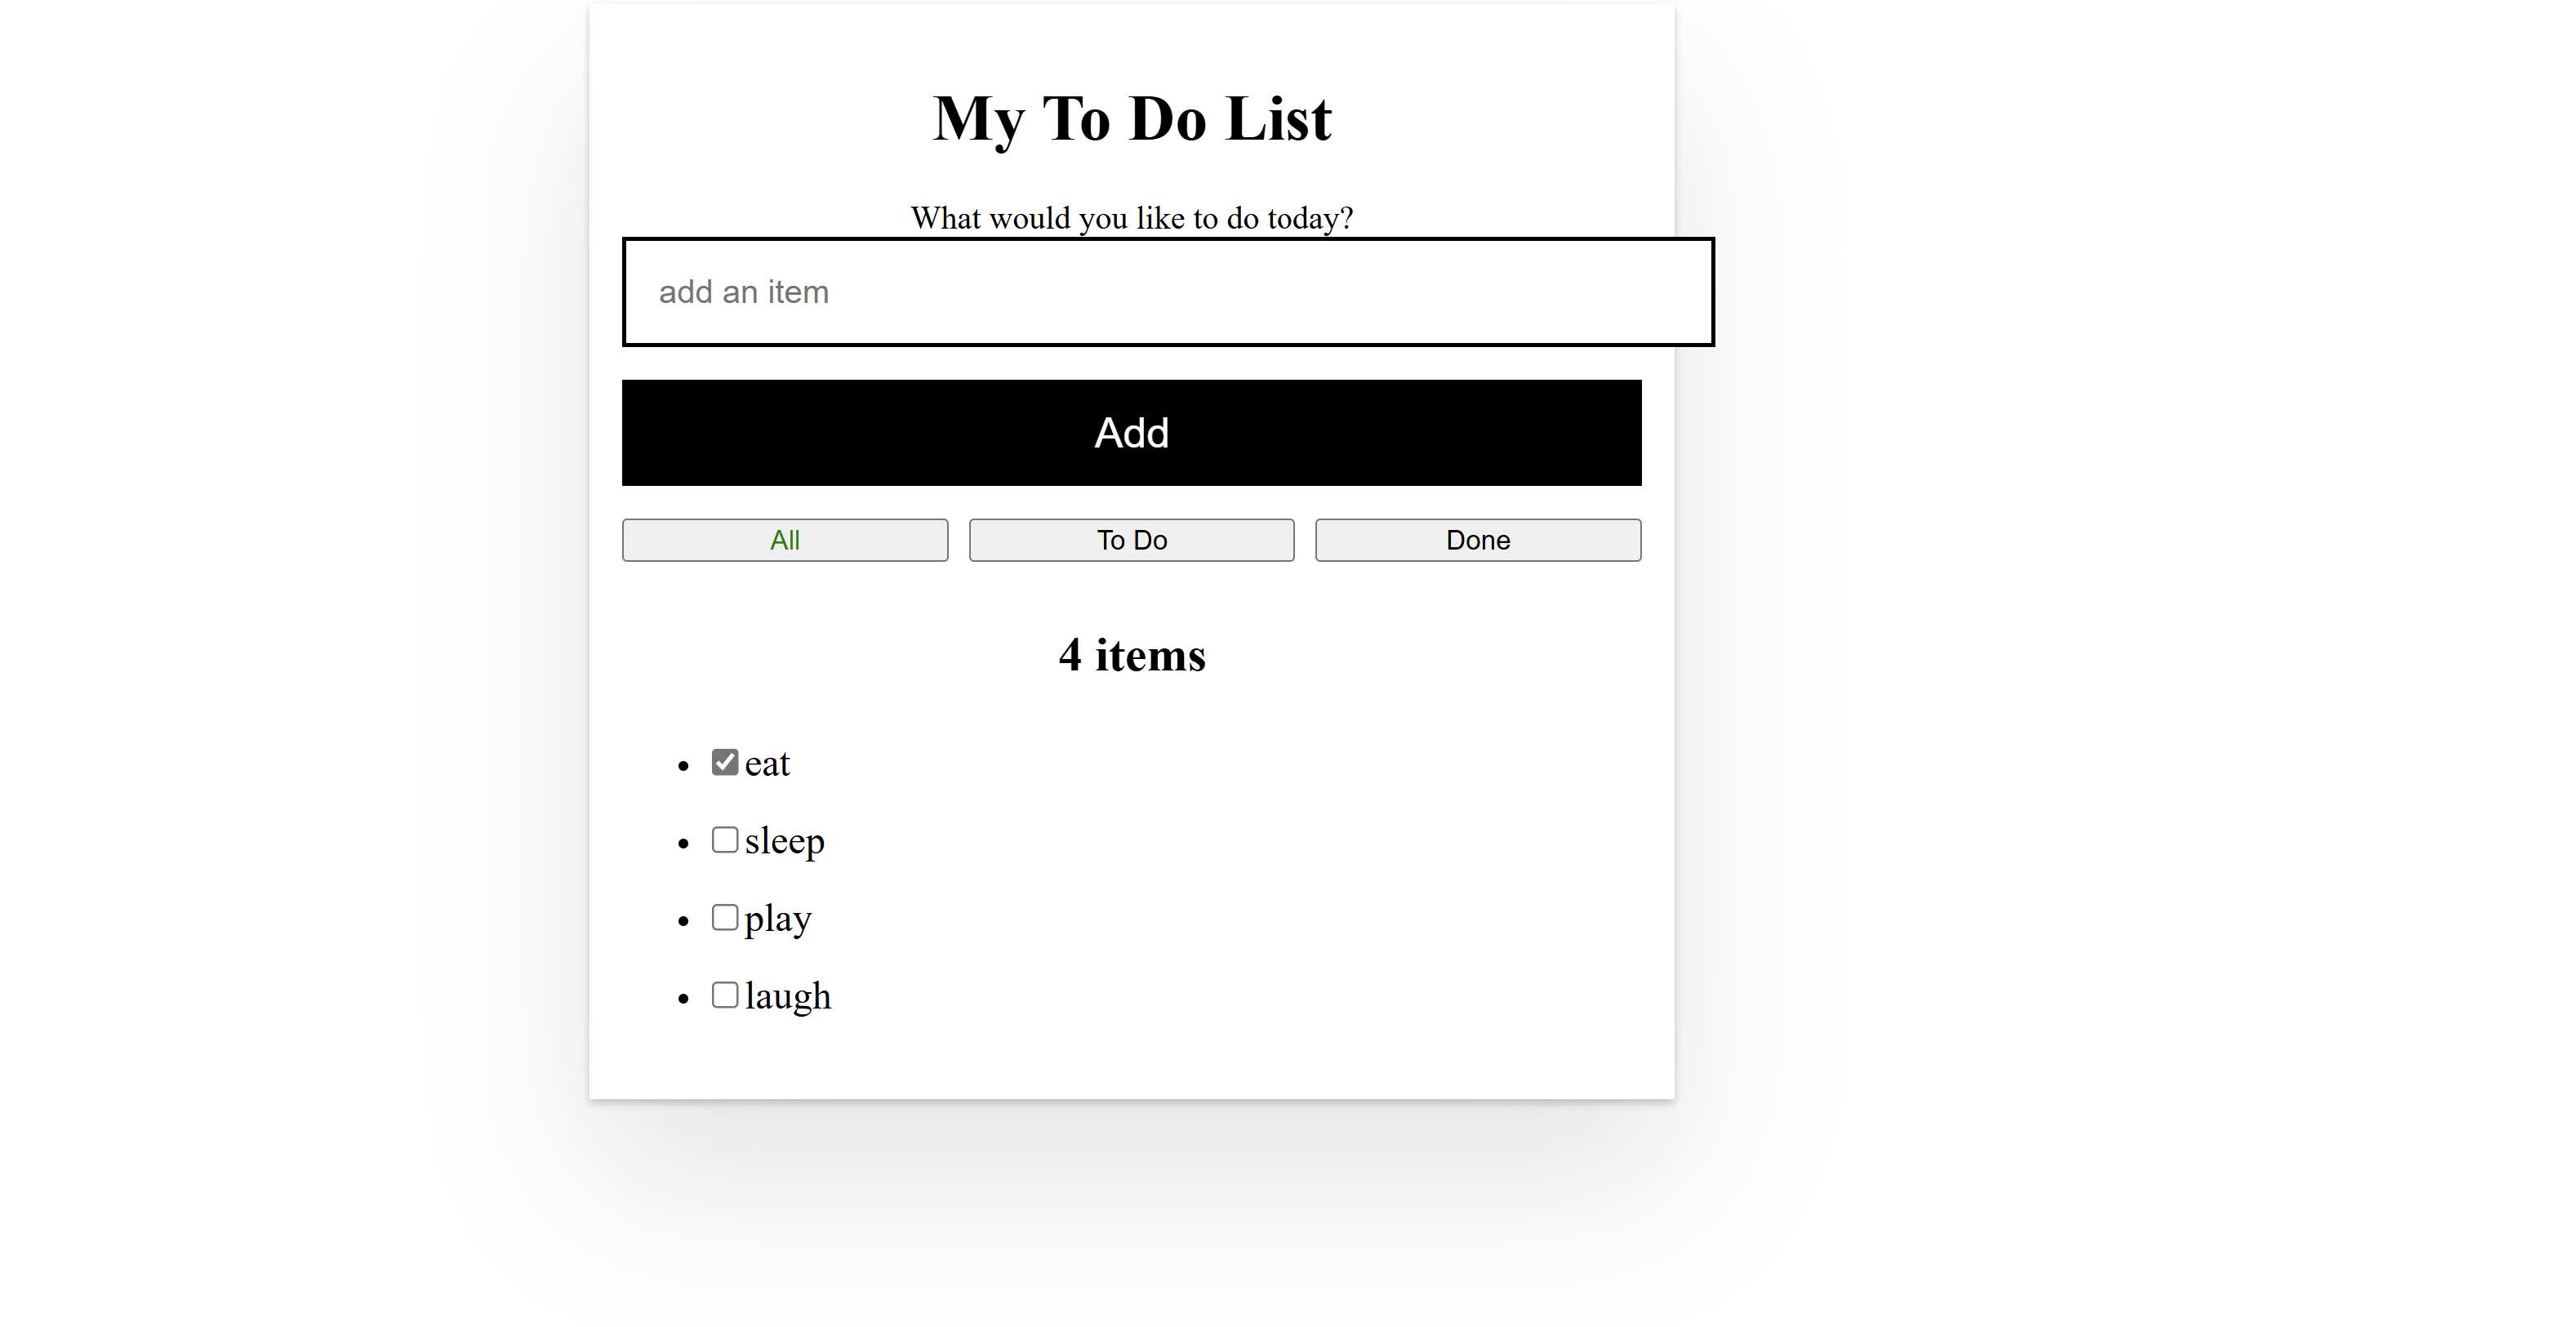 My To Do List
What would you like to do today?
add an item
Add
All To Do Done
4 items
eat
sleep
play
laugh